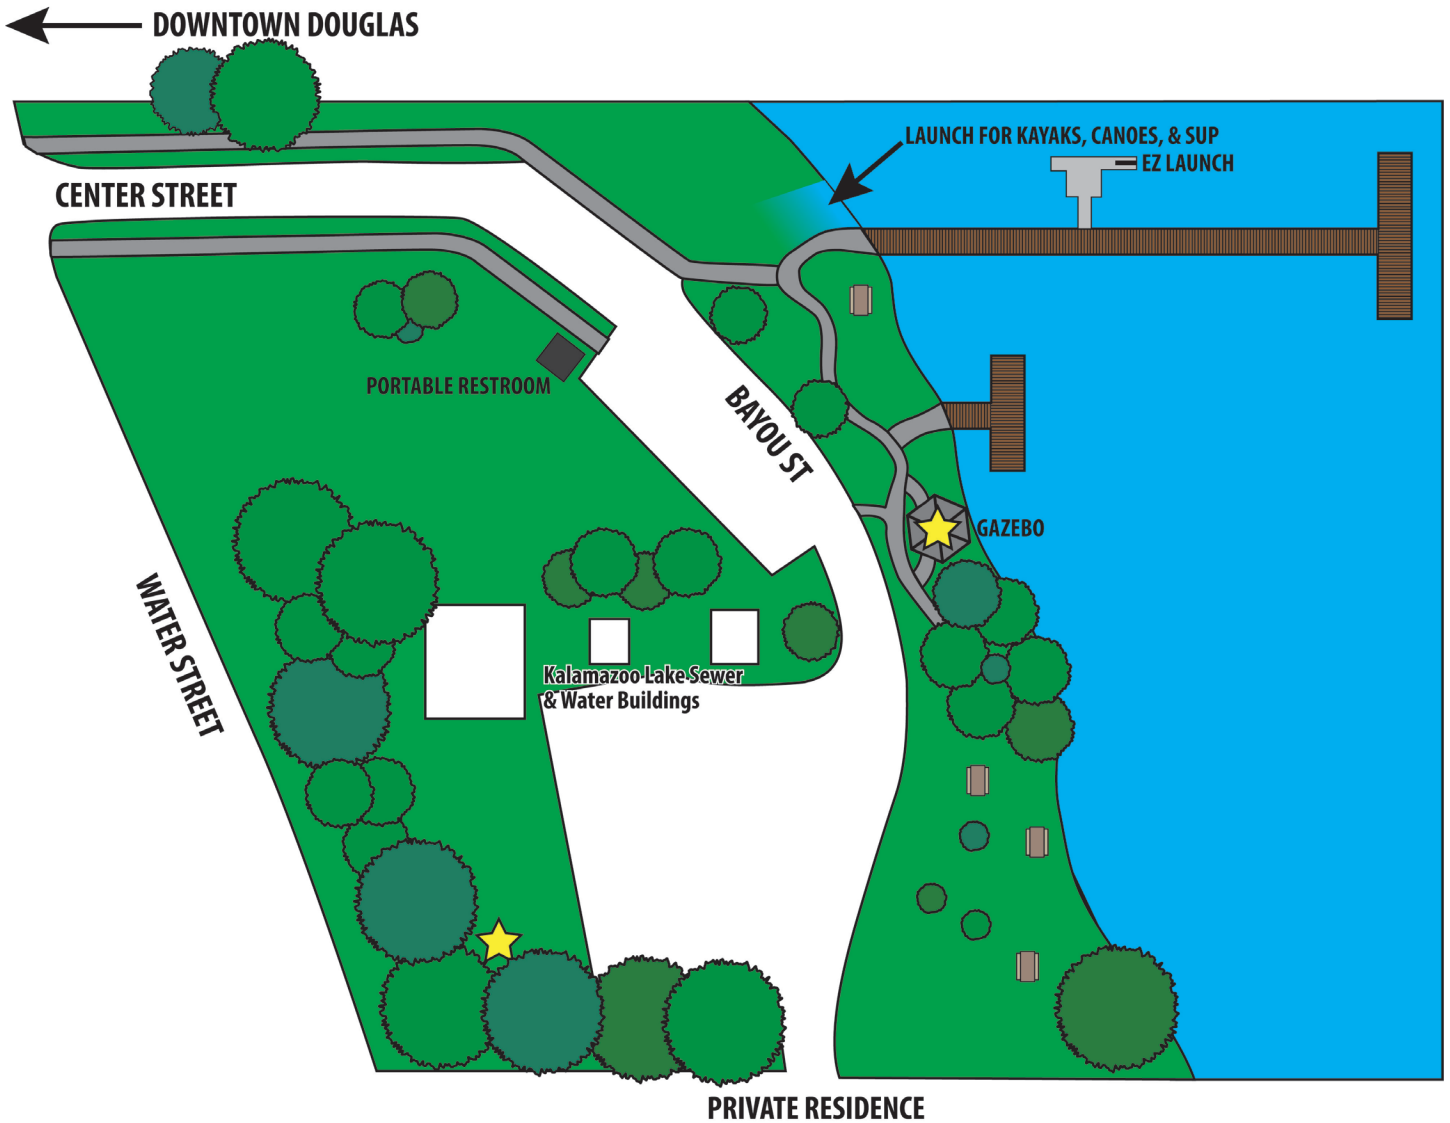 DOWNTOWN DOUGLAS
LAUNCH FOR KAYAKS, CANOES, & SUP
EZ LAUNCH
CENTER STREET
PORTABLE RESTROOM
BAYOU ST
GAZEBO
WATER STREET
Kalamazoo Lake Sewer
& Water Buildings
PRIVATE RESIDENCE